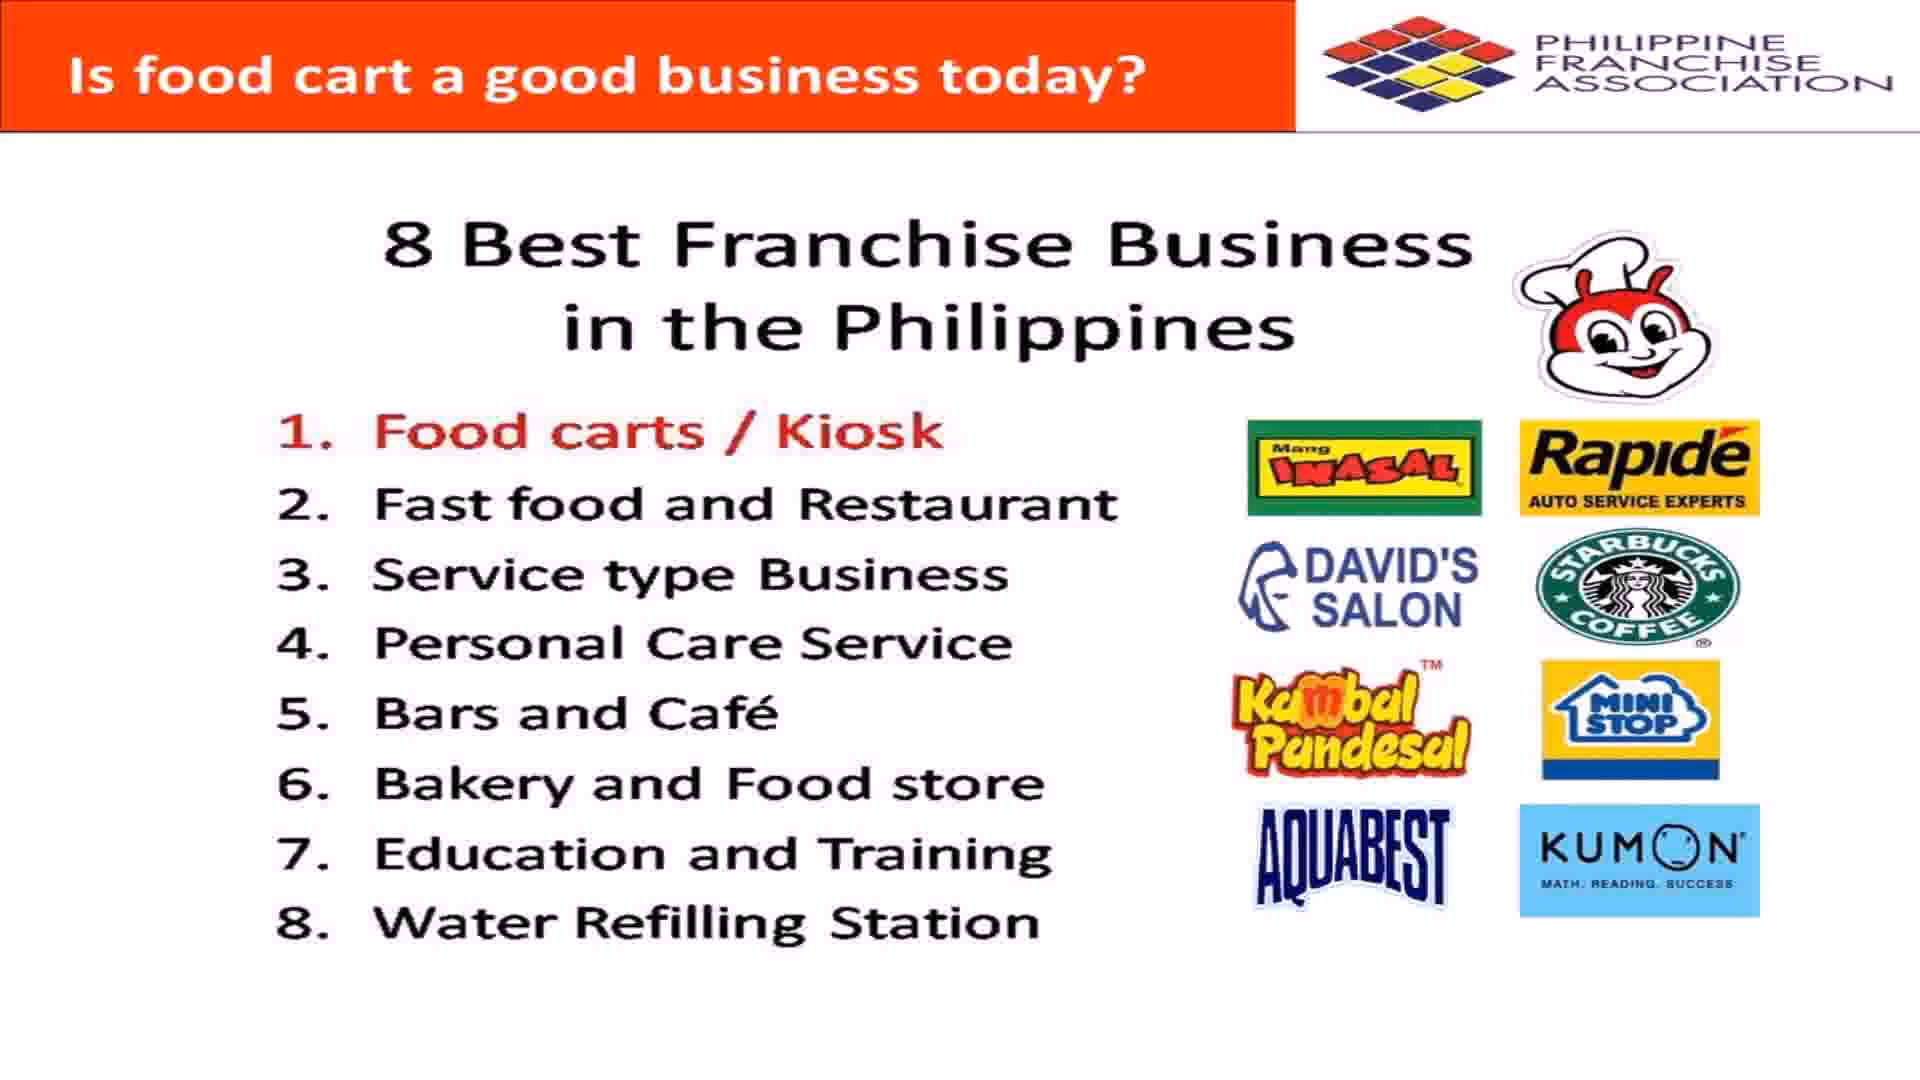 Is food cart a good business today?
PHILIPPINE
FRANCHISE
ASSOCIATION
8 Best Franchise Business
in the Philippines
1. Food carts / Kiosk
2. Fast food and Restaurant
3. Service type Business
4. Personal Care Service
5. Bars and Café
6. Bakery and Food store
7. Education and Training
8. Water Refilling Station
Mang
INASAL
Rapidé
AUTO SERVICE EXPERTS
DAVID'S
SALON
STARBUCKS
COFFEE
®
Kambal
Pandesal
TM
MINI
STOP
AQUABEST
KUMON
MATH. READING. SUCCESS